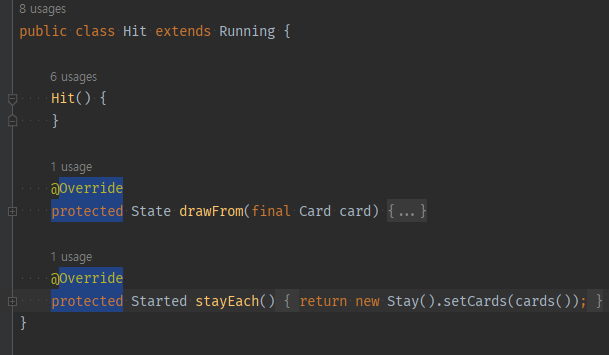 8 usages
public class Hit extends Running {
6 usages
Hit() {
}
1 usage
@Override
protected State drawFrom(final Card card) {...}
1 usage
@Override
protected Started stayEach() { return new Stay().setCards(cards()); }
}